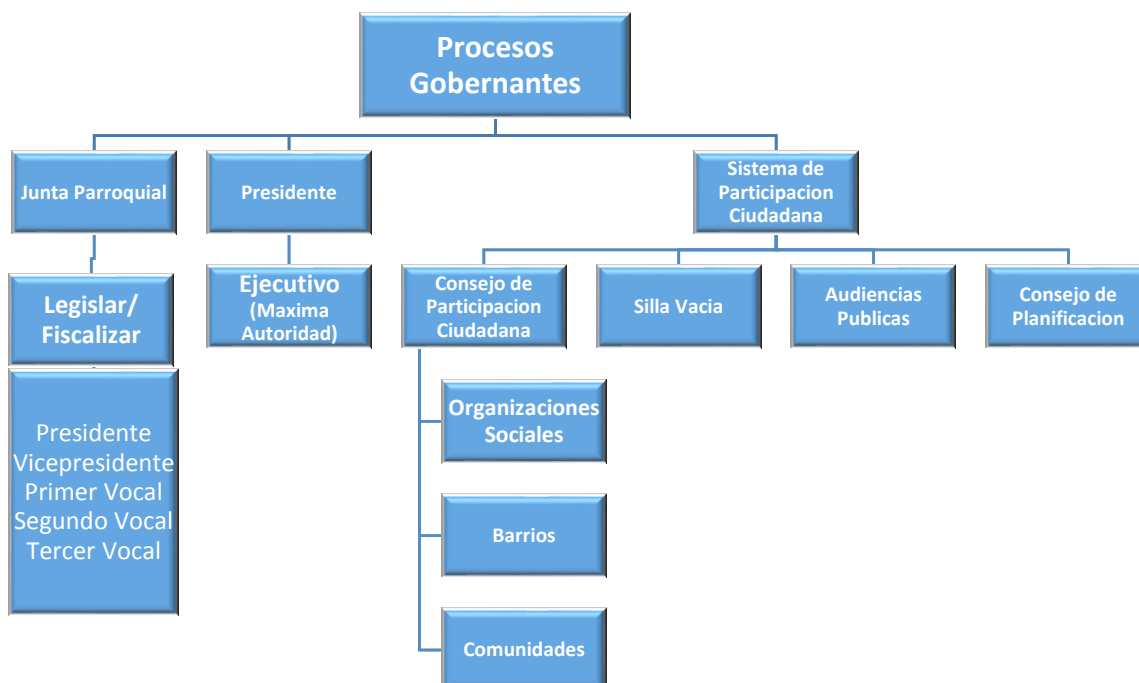 Procesos
Gobernantes
Junta Parroquial
Presidente
Sistema de
Participacion
Ciudadana
Legislar/
Fiscalizar
Ejecutivo
(Maxima
Autoridad)
Consejo de
Participacion
Ciudadana
Silla Vacia
Audiencias
Publicas
Consejo de
Planificacion
Presidente
Vicepresidente
Primer Vocal
Segundo Vocal
Tercer Vocal
Organizaciones
Sociales
Barrios
Comunidades